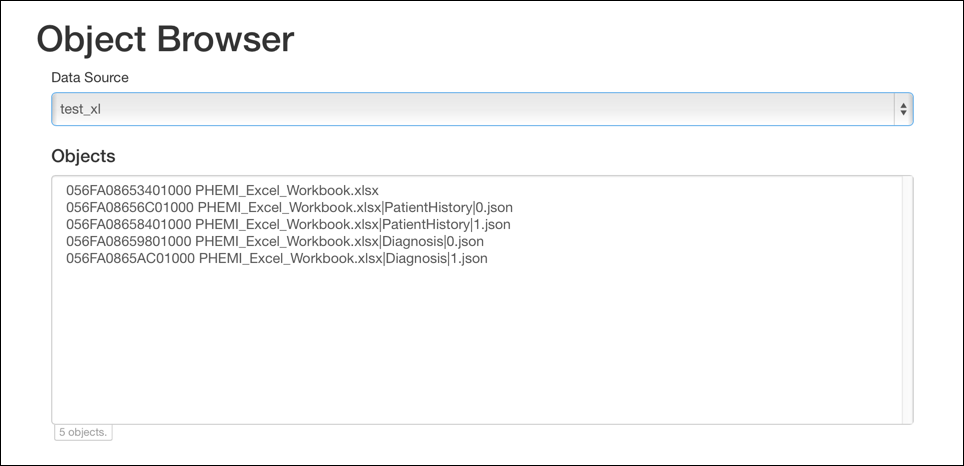 Object Browser
Data Source
test_xl
Objects
056FA08653401000 PHEMI_Excel_Workbook.xlsx
056FA08656C01000 PHEMI_Excel_Workbook.xlsx|PatientHistory|0.json
056FA08658401000 PHEMI_Excel_Workbook.xlsx|PatientHistory|1.json
056FA08659801000 PHEMI_Excel_Workbook.xlsx|Diagnosis|0.json
056FA0865AC01000 PHEMI_Excel_Workbook.xlsx|Diagnosis|1.json
5 objects.